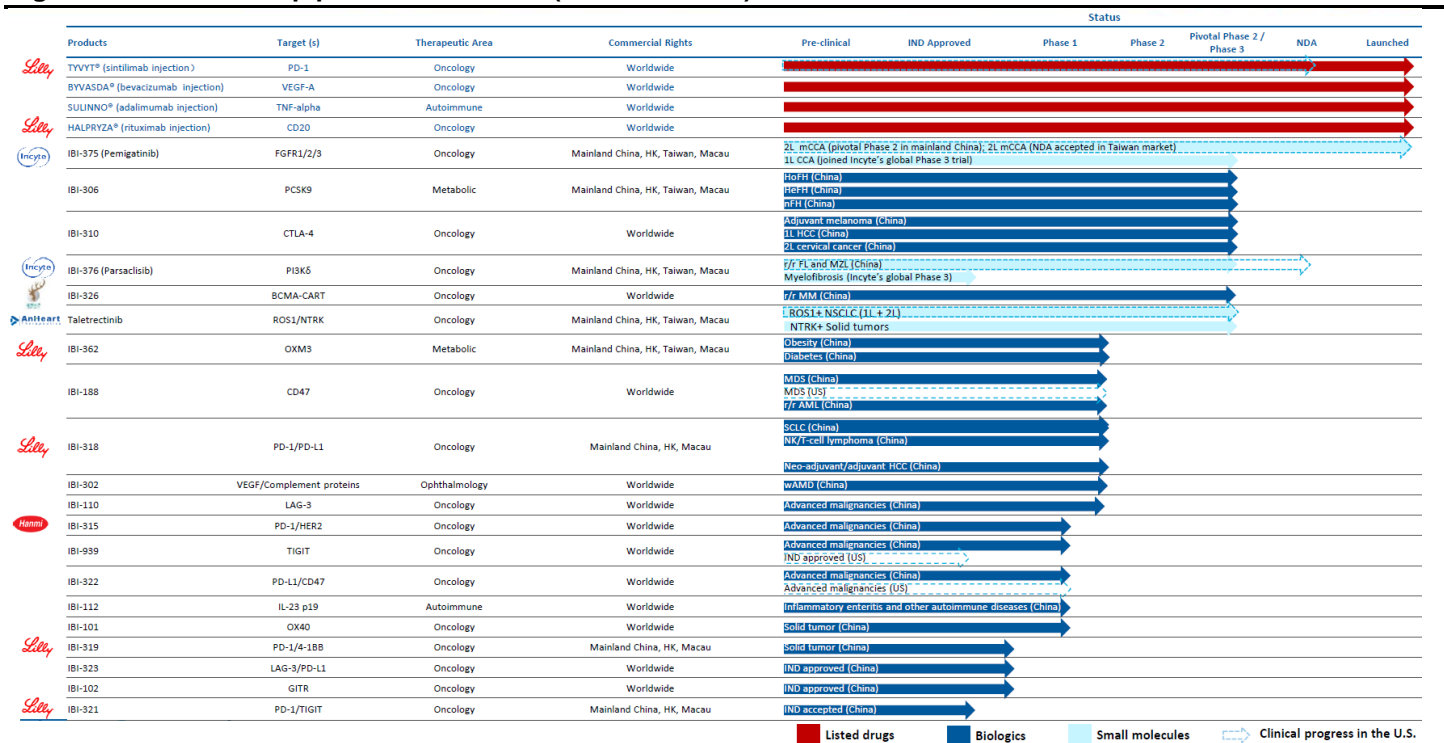 Status
Products Target (s) Therapeutic Area Commercial Rights Pre-clinical IND Approved Phase 1 Phase 2 Pivotal Phase 2 / Phase 3 NDA Launched
Lilly TYVYT® (sintilimab injection) PD-1 Oncology Worldwide
BYVASDA® (bevacizumab injection) VEGF-A Oncology Worldwide
SULINNO® (adalimumab injection) TNF-alpha Autoimmune Worldwide
Lilly HALPRYZA® (rituximab injection) CD20 Oncology Worldwide
Incyte IBI-375 (Pemigatinib) FGFR1/2/3 Oncology Mainland China, HK, Taiwan, Macau
2L mCCA (pivotal Phase 2 in mainland China); 2L mCCA (NDA accepted in Taiwan market)
1L CCA (joined Incyte's global Phase 3 trial)
IBI-306 PCSK9 Metabolic Mainland China, HK, Taiwan, Macau
HoFH (China)
HeFH (China)
nFH (China)
IBI-310 CTLA-4 Oncology Worldwide
Adjuvant melanoma (China)
1L HCC (China)
2L cervical cancer (China)
Incyte IBI-376 (Parsaclisib) PI3Kδ Oncology Mainland China, HK, Taiwan, Macau
r/r FL and MZL (China)
Myelofibrosis (Incyte's global Phase 3)
IBI-326 BCMA-CART Oncology Worldwide r/r MM (China)
AnHeart Taletrectinib ROS1/NTRK Oncology Mainland China, HK, Taiwan, Macau
ROS1+ NSCLC (1L + 2L)
NTRK+ Solid tumors
Lilly IBI-362 OXM3 Metabolic Mainland China, HK, Taiwan, Macau
Obesity (China)
Diabetes (China)
IBI-188 CD47 Oncology Worldwide
MDS (China)
MDS (US)
r/r AML (China)
Lilly IBI-318 PD-1/PD-L1 Oncology Mainland China, HK, Macau
SCLC (China)
NK/T-cell lymphoma (China)
Neo-adjuvant/adjuvant HCC (China)
IBI-302 VEGF/Complement proteins Ophthalmology Worldwide wAMD (China)
IBI-110 LAG-3 Oncology Worldwide Advanced malignancies (China)
Hanmi IBI-315 PD-1/HER2 Oncology Worldwide Advanced malignancies (China)
IBI-939 TIGIT Oncology Worldwide
Advanced malignancies (China)
IND approved (US)
IBI-322 PD-L1/CD47 Oncology Worldwide
Advanced malignancies (China)
Advanced malignancies (US)
IBI-112 IL-23 p19 Autoimmune Worldwide Inflammatory enteritis and other autoimmune diseases (China)
IBI-101 OX40 Oncology Worldwide Solid tumor (China)
Lilly IBI-319 PD-1/4-1BB Oncology Mainland China, HK, Macau Solid tumor (China)
IBI-323 LAG-3/PD-L1 Oncology Worldwide IND approved (China)
IBI-102 GITR Oncology Worldwide IND approved (China)
Lilly IBI-321 PD-1/TIGIT Oncology Mainland China, HK, Macau IND accepted (China)
Listed drugs Biologics Small molecules Clinical progress in the U.S.